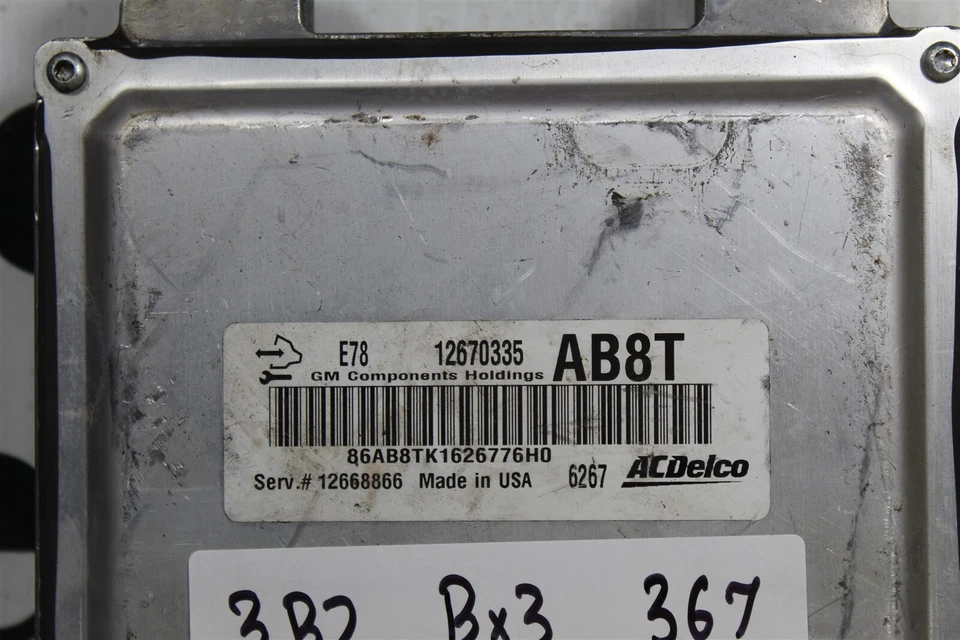 E78 12670335 AB8T
GM Components Holdings
86AB8TK1626776H0
Serv.# 12668866 Made in USA 6267 ACDelco
3B2 Bx3 367